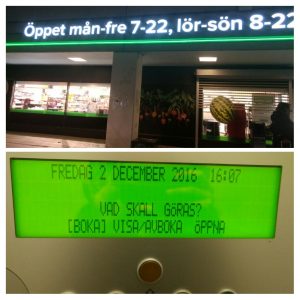 Öppet mån-fre 7-22, lör-sön 8-22
FREDAG 2 DECEMBER 2016 16:07
VAD SKALL GöRAS?
[BOKA] VISA/AVBOKA öPPNA